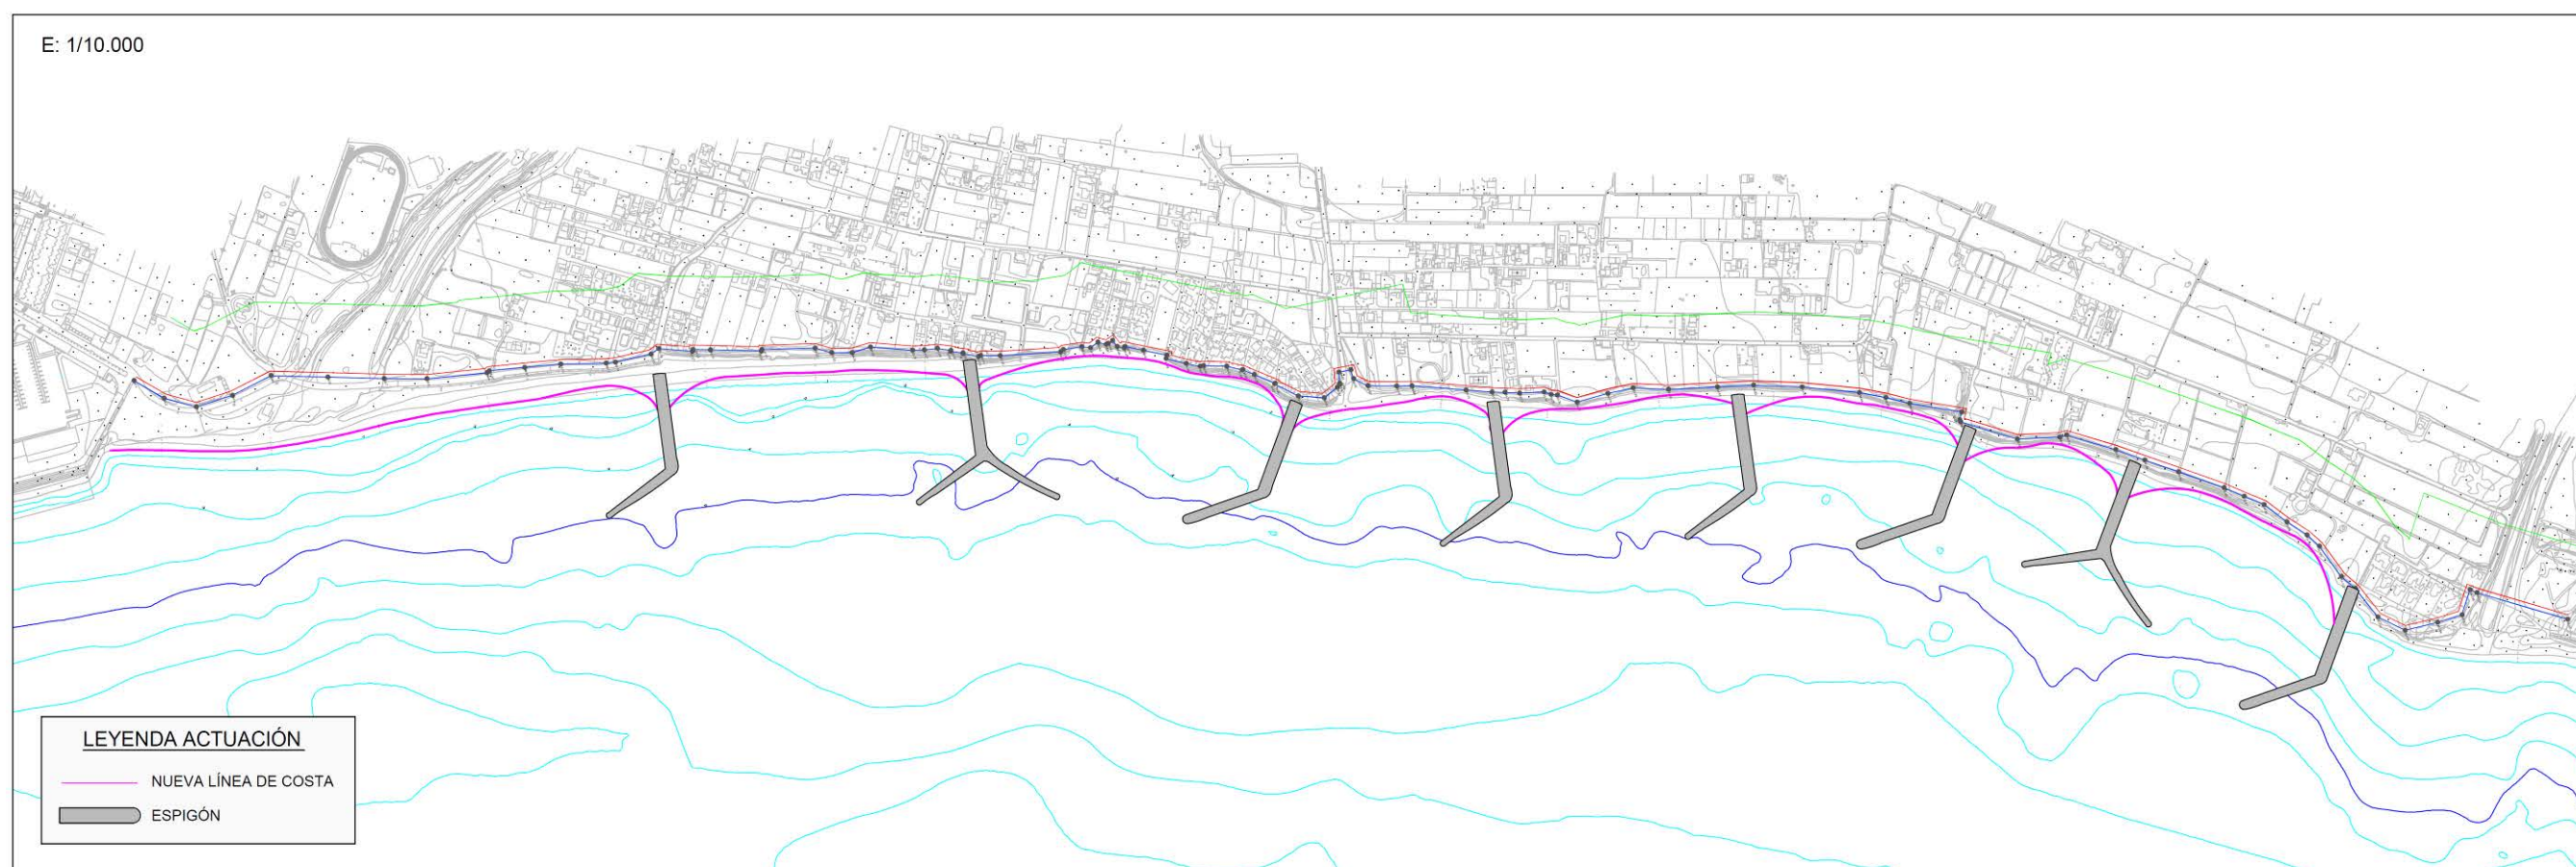 E: 1/10.000
LEYENDA ACTUACIÓN
NUEVA LÍNEA DE COSTA
ESPIGÓN